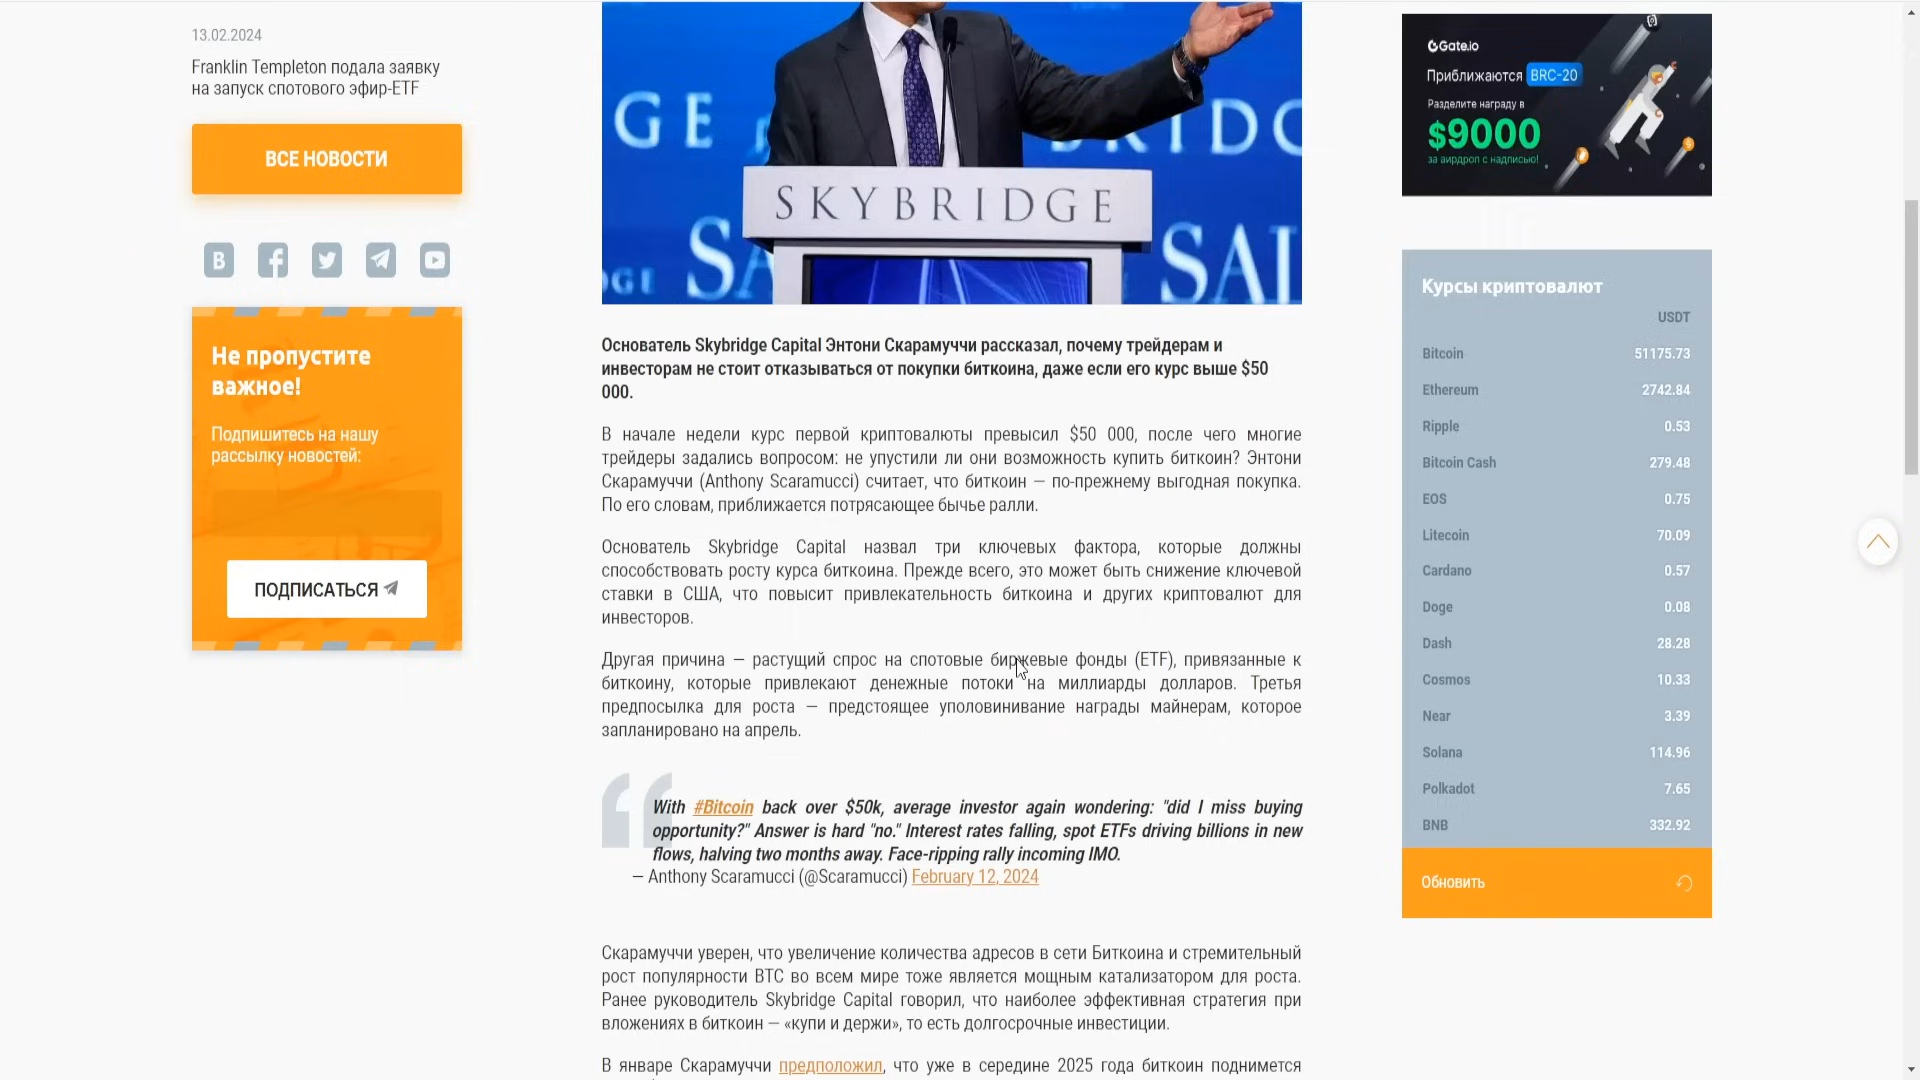 13.02.2024
Franklin Templeton подала заявку
на запуск спотового эфир-ETF
ВСЕ НОВОСТИ
Не пропустите
важное!
Подпишитесь на нашу
рассылку новостей:
ПОДПИСАТЬСЯ
SKYBRIDGE
Основатель Skybridge Capital Энтони Скарамуччи рассказал, почему трейдерам и
инвесторам не стоит отказываться от покупки биткоина, даже если его курс выше $50
000.
В начале недели курс первой криптовалюты превысил $50 000, после чего многие
трейдеры задались вопросом: не упустили ли они возможность купить биткоин? Энтони
Скарамуччи (Anthony Scaramucci) считает, что биткоин — по-прежнему выгодная покупка.
По его словам, приближается потрясающее бычье ралли.
Основатель Skybridge Capital назвал три ключевых фактора, которые должны
способствовать росту курса биткоина. Прежде всего, это может быть снижение ключевой
ставки в США, что повысит привлекательность биткоина и других криптовалют для
инвесторов.
Другая причина — растущий спрос на спотовые биржевые фонды (ETF), привязанные к
биткоину, которые привлекают денежные потоки на миллиарды долларов. Третья
предпосылка для роста — предстоящее уполовинивание награды майнерам, которое
запланировано на апрель.
With #Bitcoin back over $50k, average investor again wondering: "did I miss buying
opportunity?" Answer is hard "no." Interest rates falling, spot ETFs driving billions in new
flows, halving two months away. Face-ripping rally incoming IMO.
— Anthony Scaramucci (@Scaramucci) February 12, 2024
Скарамуччи уверен, что увеличение количества адресов в сети Биткоина и стремительный
рост популярности BTC во всем мире тоже является мощным катализатором для роста.
Ранее руководитель Skybridge Capital говорил, что наиболее эффективная стратегия при
вложениях в биткоин — «купи и держи», то есть долгосрочные инвестиции.
В январе Скарамуччи предположил, что уже в середине 2025 года биткоин поднимется
Gate.io
Приближаются BRC-20
Разделите награду в
$9000
за аирдроп с надписью!
Курсы криптовалют
USDT
Bitcoin 51175.73
Ethereum 2742.84
Ripple 0.53
Bitcoin Cash 279.48
EOS 0.75
Litecoin 70.09
Cardano 0.57
Doge 0.08
Dash 28.28
Cosmos 10.33
Near 3.39
Solana 114.96
Polkadot 7.65
BNB 332.92
Обновить